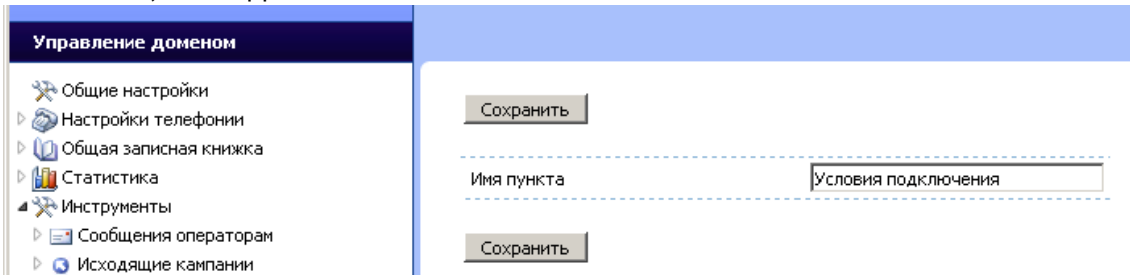 Управление доменом
Общие настройки
Настройки телефонии
Общая записная книжка
Статистика
Инструменты
Сообщения операторам
Исходящие кампании
Сохранить
Имя пункта
Условия подключения
Сохранить